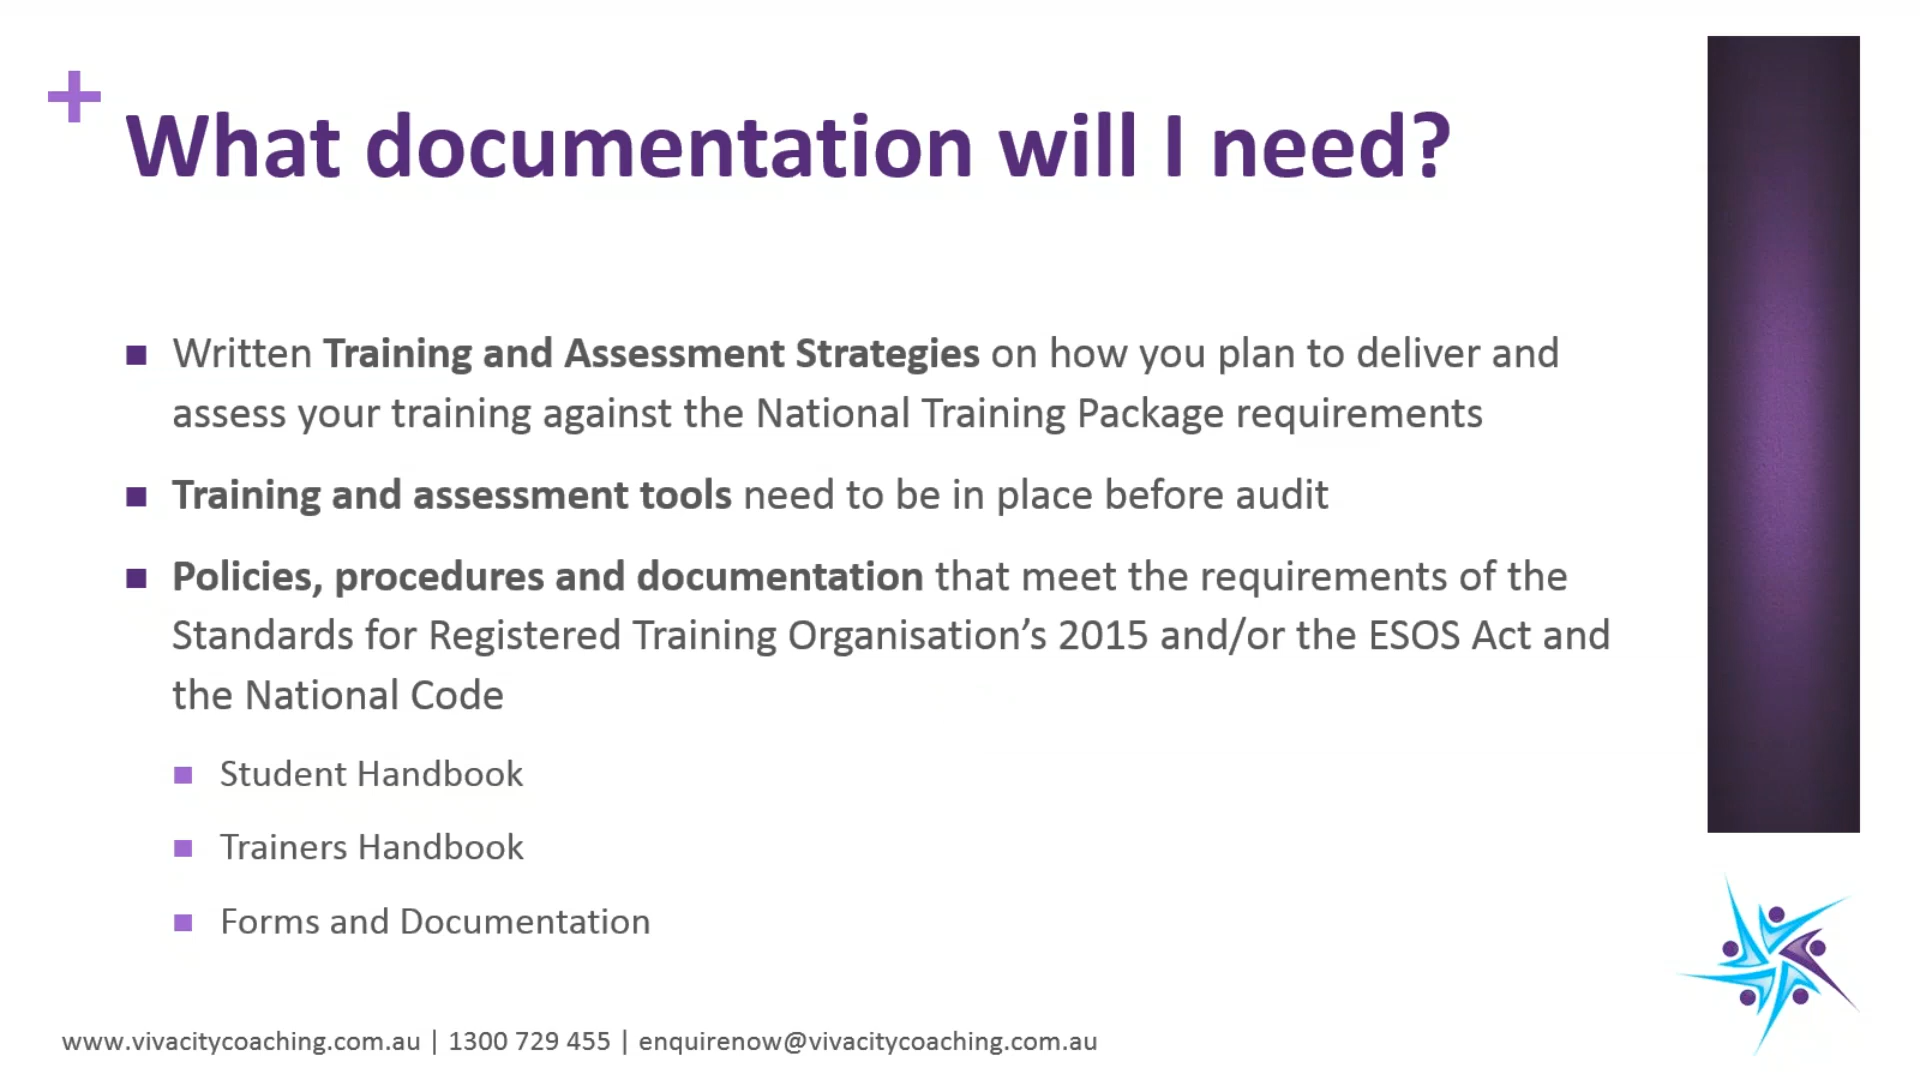 What documentation will I need?
Written Training and Assessment Strategies on how you plan to deliver and
assess your training against the National Training Package requirements
Training and assessment tools need to be in place before audit
Policies, procedures and documentation that meet the requirements of the
Standards for Registered Training Organisation’s 2015 and/or the ESOS Act and
the National Code
Student Handbook
Trainers Handbook
Forms and Documentation
www.vivacitycoaching.com.au | 1300 729 455 | enquirenow@vivacitycoaching.com.au